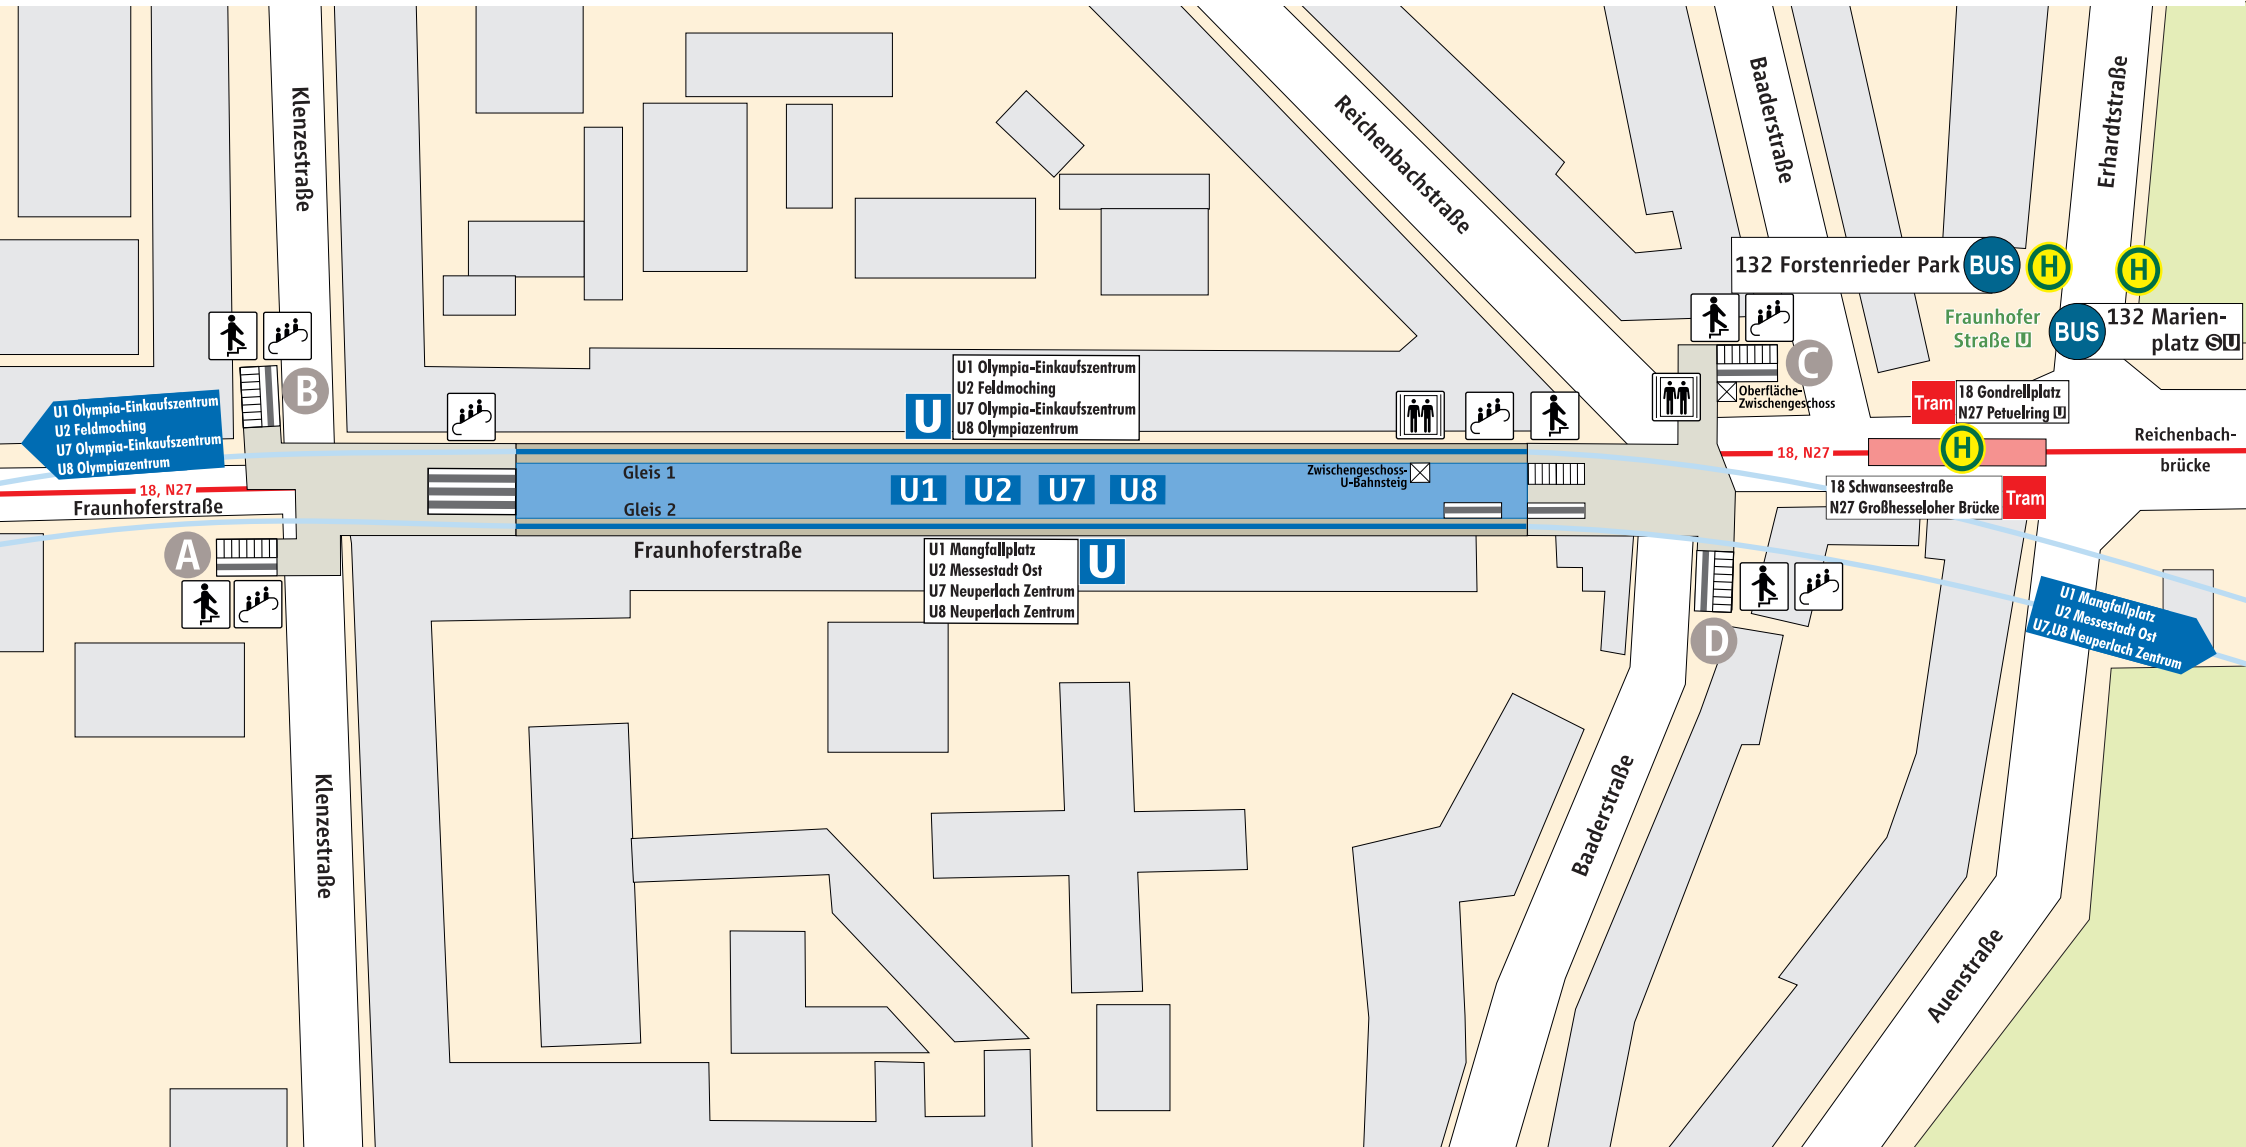 Klenzestraße
Reichenbachstraße
Baaderstraße
Erhardtstraße
132 Forstenrieder Park BUS H
H
Fraunhofer
Straße U
BUS 132 Marien-
platz S U
B
C
Oberfläche-
Zwischengeschoss
U1 Olympia-Einkaufszentrum
U2 Feldmoching
U7 Olympia-Einkaufszentrum
U8 Olympiazentrum
U
U1 Olympia-Einkaufszentrum
U2 Feldmoching
U7 Olympia-Einkaufszentrum
U8 Olympiazentrum
Tram
18 Gondrellplatz
N27 Petuelring U
18, N27
H
Reichenbach-
brücke
18, N27
Fraunhoferstraße
Gleis 1
Gleis 2
U1 U2 U7 U8
Zwischengeschoss-
U-Bahnsteig
18 Schwanseestraße
N27 Großhesseloher Brücke
Tram
A
Fraunhoferstraße
U1 Mangfallplatz
U2 Messestadt Ost
U7 Neuperlach Zentrum
U8 Neuperlach Zentrum
U
D
U1 Mangfallplatz
U2 Messestadt Ost
U7,U8 Neuperlach Zentrum
Klenzestraße
Baaderstraße
Auenstraße